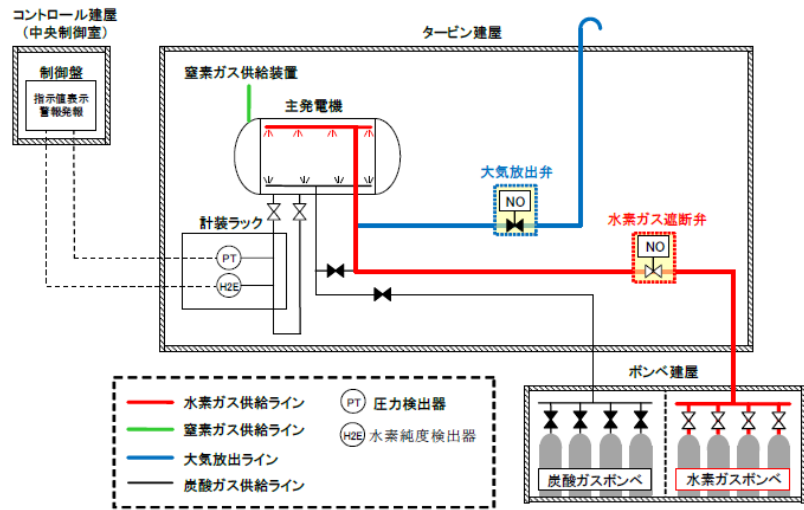 コントロール建屋
（中央制御室）
制御盤
指示値表示
警報発報
タービン建屋
窒素ガス供給装置
主発電機
大気放出弁
NO
水素ガス遮断弁
NO
計装ラック
PT
H2E
ボンベ建屋
炭酸ガスボンベ
水素ガスボンベ
水素ガス供給ライン
窒素ガス供給ライン
大気放出ライン
炭酸ガス供給ライン
PT 圧力検出器
H2E 水素純度検出器